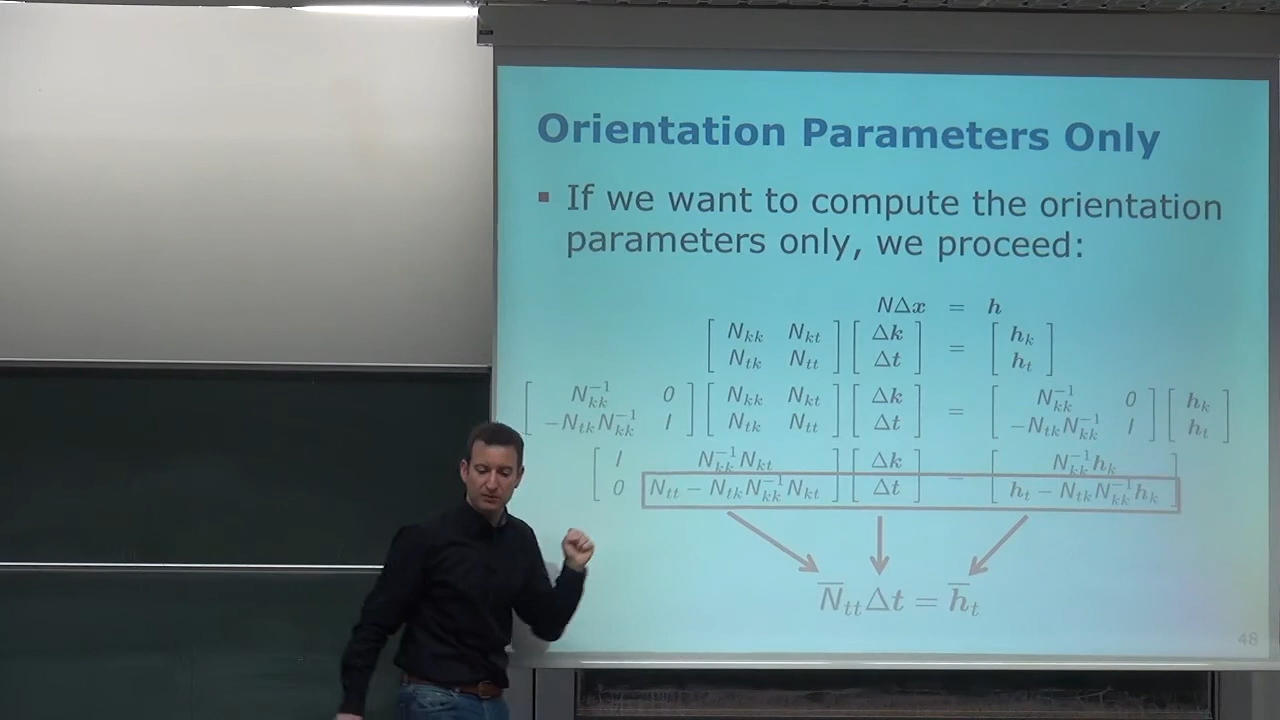 Orientation Parameters Only
▪ If we want to compute the orientation
parameters only, we proceed:
NΔx = h
[ N_kk N_kt ; N_tk N_tt ] [ Δk ; Δt ] = [ h_k ; h_t ]
[ N_kk^-1 0 ; -N_tk N_kk^-1 I ] [ N_kk N_kt ; N_tk N_tt ] [ Δk ; Δt ] = [ N_kk^-1 0 ; -N_tk N_kk^-1 I ] [ h_k ; h_t ]
[ I N_kk^-1 N_kt ; 0 N_tt - N_tk N_kk^-1 N_kt ] [ Δk ; Δt ] = [ N_kk^-1 h_k ; h_t - N_tk N_kk^-1 h_k ]
N̅_tt Δt = h̅_t
48